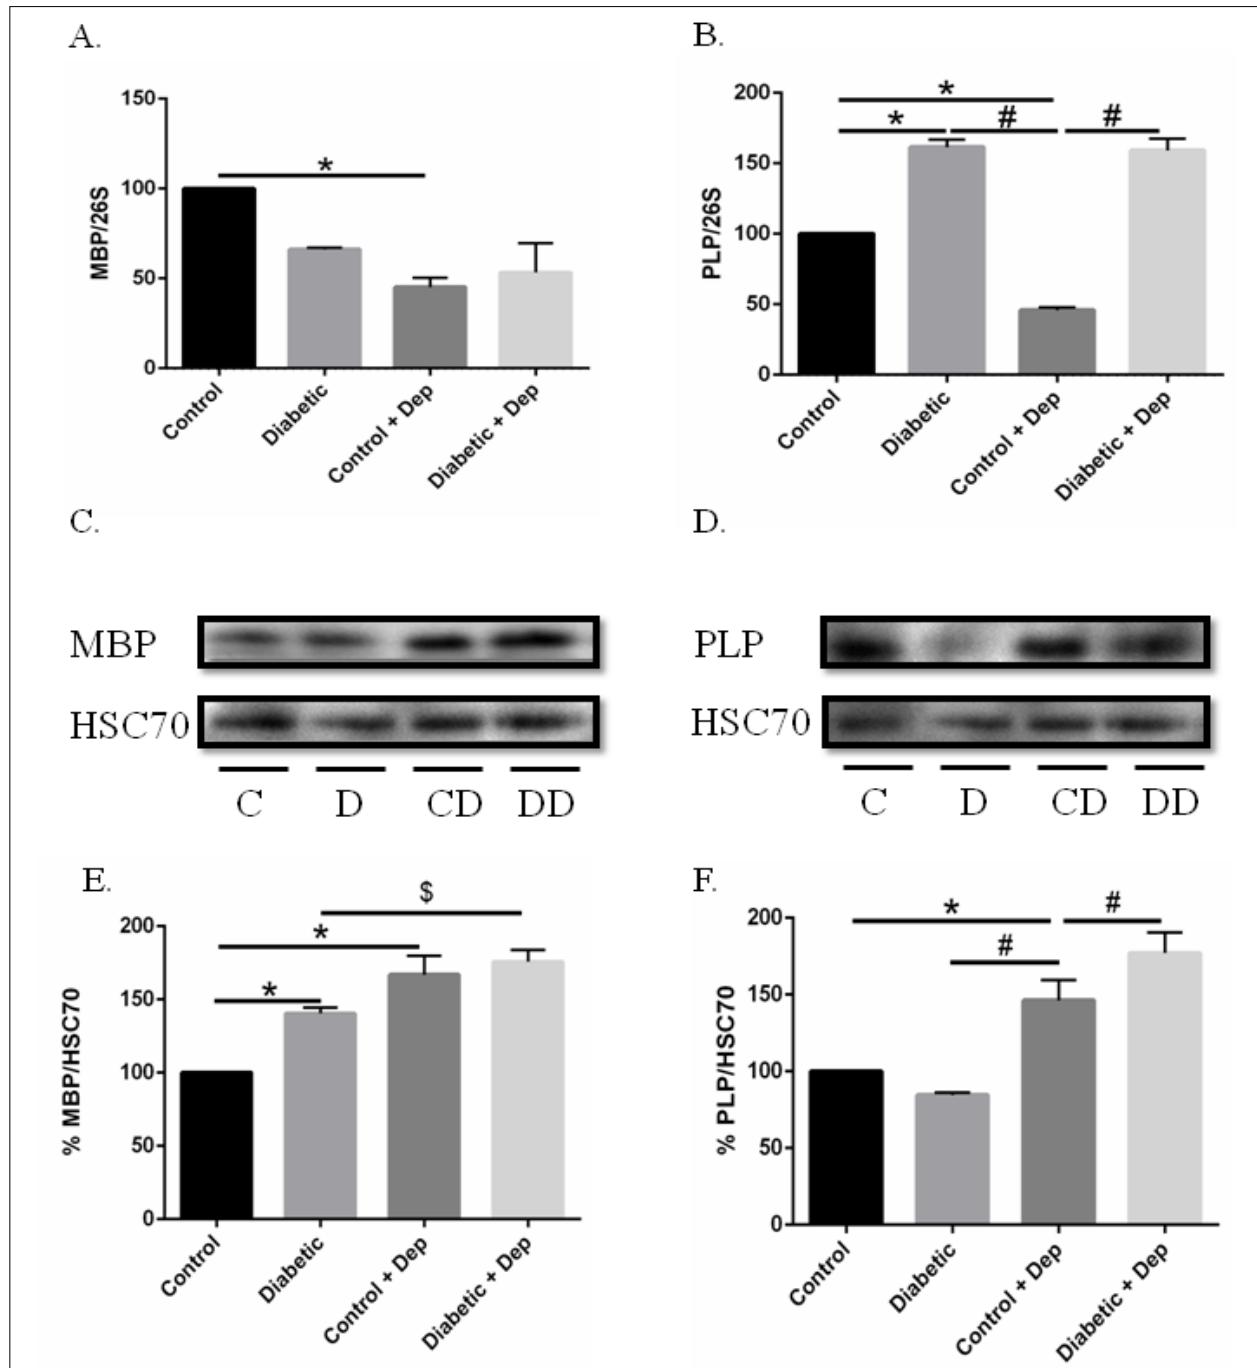 A.
150
100
50
0
MBP/26S
*
Control
Diabetic
Control + Dep
Diabetic + Dep
B.
200
150
100
50
0
PLP/26S
*
* # #
Control
Diabetic
Control + Dep
Diabetic + Dep
C.
MBP
HSC70
C D CD DD
D.
PLP
HSC70
C D CD DD
E.
200
150
100
50
0
% MBP/HSC70
$
*
*
Control
Diabetic
Control + Dep
Diabetic + Dep
F.
200
150
100
50
0
% PLP/HSC70
* #
#
Control
Diabetic
Control + Dep
Diabetic + Dep